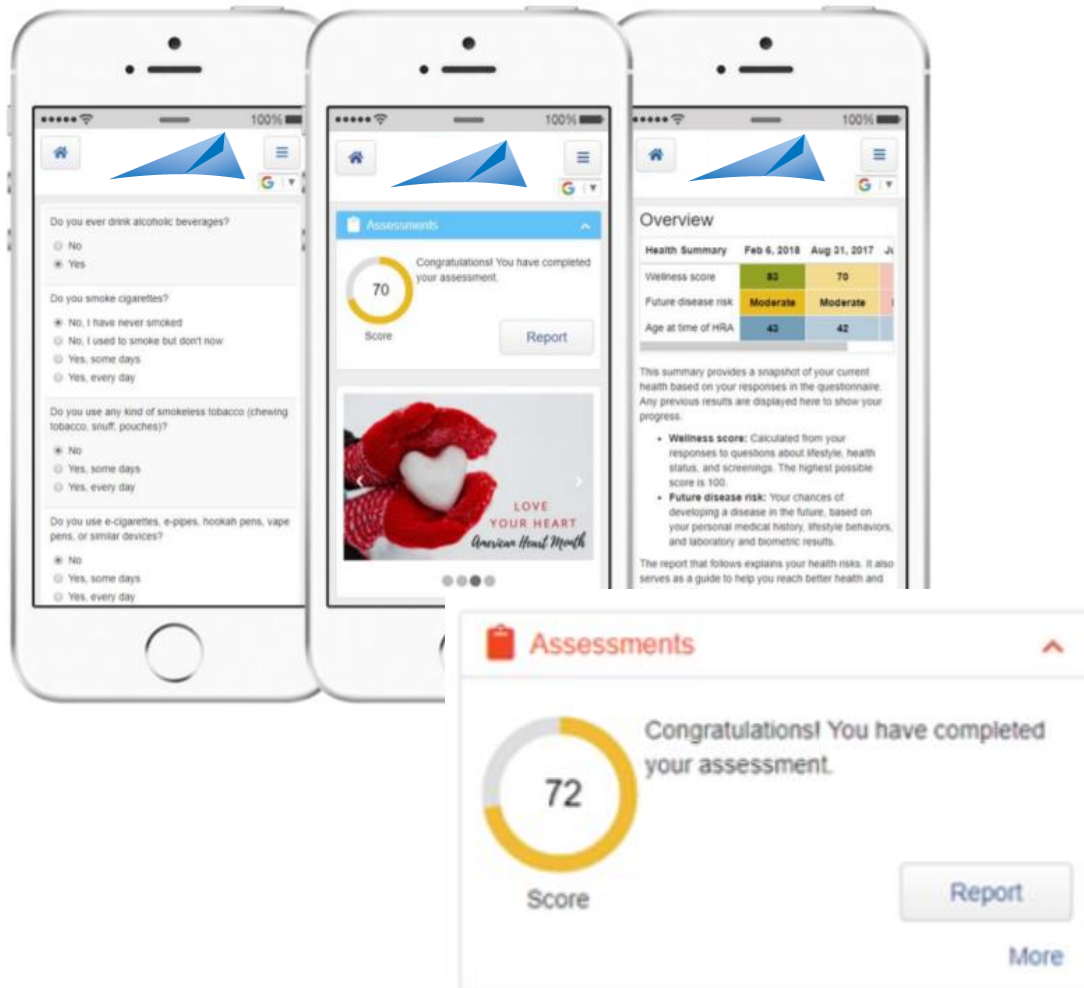 100%
G
Do you ever drink alcoholic beverages?
No
Yes
Do you smoke cigarettes?
No, I have never smoked
No, I used to smoke but don't now
Yes, some days
Yes, every day
Do you use any kind of smokeless tobacco (chewing
tobacco, snuff, pouches)?
No
Yes, some days
Yes, every day
Do you use e-cigarettes, e-pipes, hookah pens, vape
pens, or similar devices?
No
Yes, some days
Yes, every day
100%
G
Assessments
70
Score
Congratulations! You have completed
your assessment.
Report
LOVE
YOUR HEART
American Heart Month
100%
G
Overview
Health Summary Feb 6, 2018 Aug 31, 2017
Wellness score 83 70
Future disease risk Moderate Moderate
Age at time of HRA 43 42
This summary provides a snapshot of your current
health based on your responses in the questionnaire.
Any previous results are displayed here to show your
progress.
Wellness score: Calculated from your
responses to questions about lifestyle, health
status, and screenings. The highest possible
score is 100.
Future disease risk: Your chances of
developing a disease in the future, based on
your personal medical history, lifestyle behaviors,
and laboratory and biometric results.
The report that follows explains your health risks. It also
serves as a guide to help you reach better health and
Assessments
72
Score
Congratulations! You have completed
your assessment.
Report
More